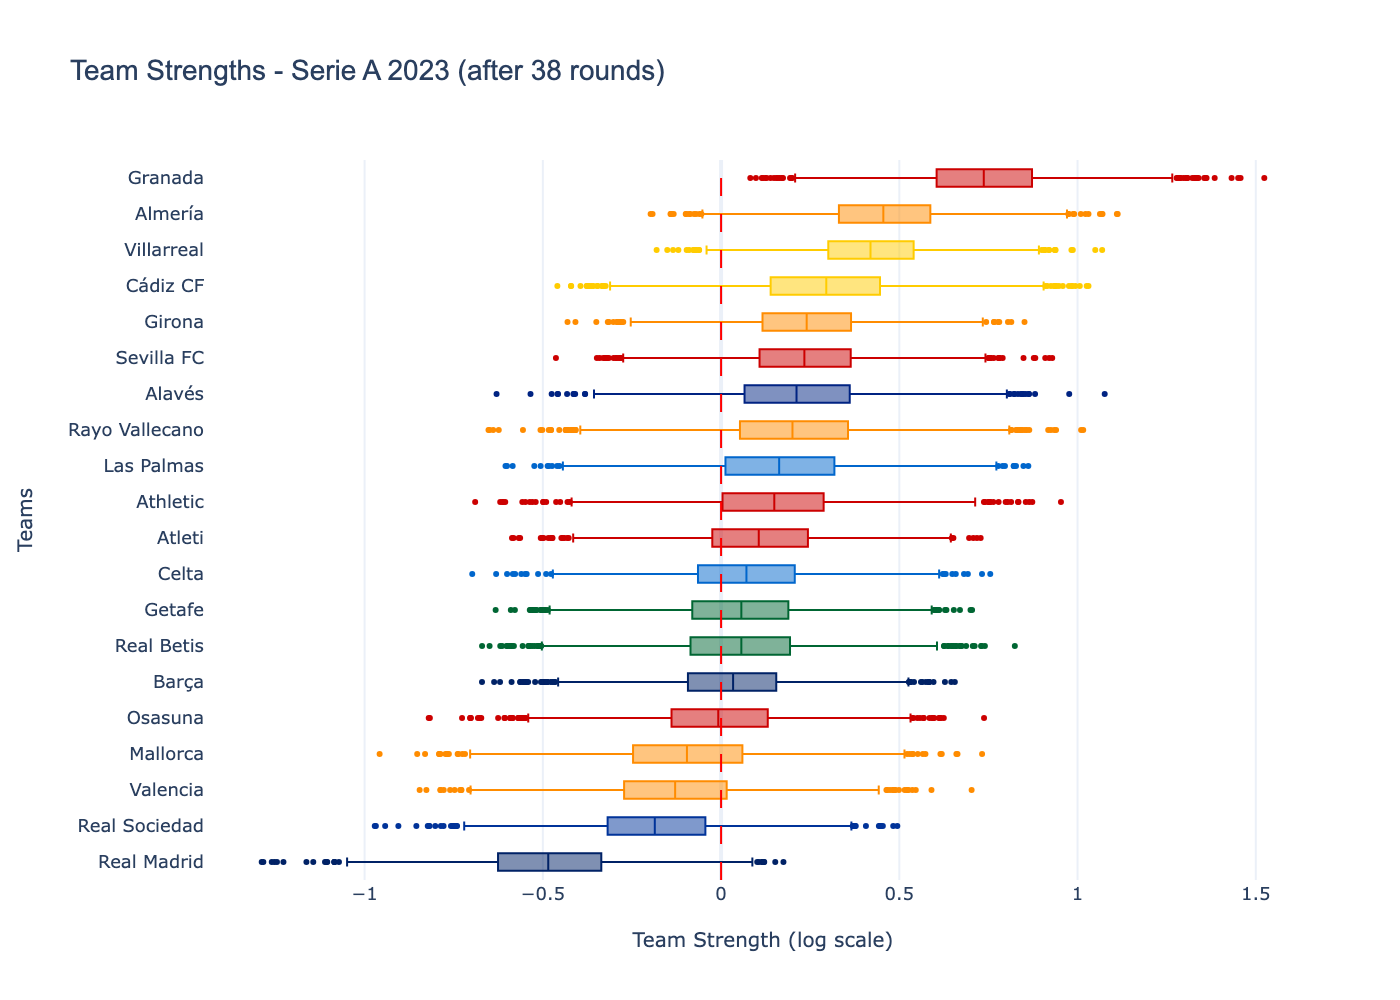 Team Strengths - Serie A 2023 (after 38 rounds)
Granada
Almería
Villarreal
Cádiz CF
Girona
Sevilla FC
Alavés
Rayo Vallecano
Las Palmas
Athletic
Atleti
Celta
Getafe
Real Betis
Barça
Osasuna
Mallorca
Valencia
Real Sociedad
Real Madrid
Teams
−1 −0.5 0 0.5 1 1.5
Team Strength (log scale)